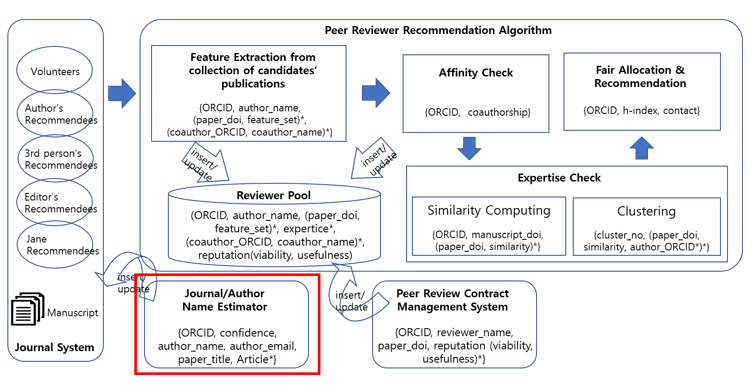 Peer Reviewer Recommendation Algorithm
Volunteers
Author's
Recommendees
3rd person's
Recommendees
Editor's
Recommendees
Jane
Recommendees
Manuscript
Journal System
Feature Extraction from
collection of candidates'
publications
{ORCID, author_name,
(paper_doi, feature_set)*,
(coauthor_ORCID, coauthor_name)*}
Affinity Check
{ORCID, coauthorship}
Fair Allocation &
Recommendation
{ORCID, h-index, contact}
insert/
update
insert/
update
Reviewer Pool
(ORCID, author_name, (paper_doi,
feature_set)*, expertice*,
(coauthor_ORCID, coauthor_name)*,
reputation(viability, usefulness)
Expertise Check
Similarity Computing
{ORCID, manuscript_doi,
(paper_doi, similarity)*}
Clustering
{cluster_no, (paper_doi,
similarity, author_ORCID*)*}
insert/
update
Journal/Author
Name Estimator
{ORCID, confidence,
author_name, author_email,
paper_title, Article*}
insert/
update
Peer Review Contract
Management System
{ORCID, reviewer_name,
paper_doi, reputation (viability,
usefulness)*}